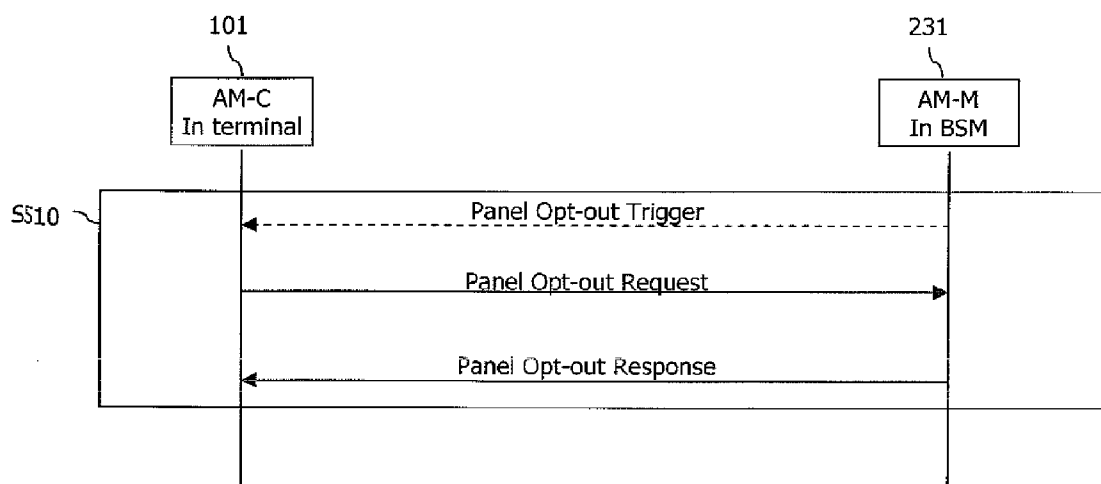 101
231
AM-C
In terminal
AM-M
In BSM
S510
Panel Opt-out Trigger
Panel Opt-out Request
Panel Opt-out Response